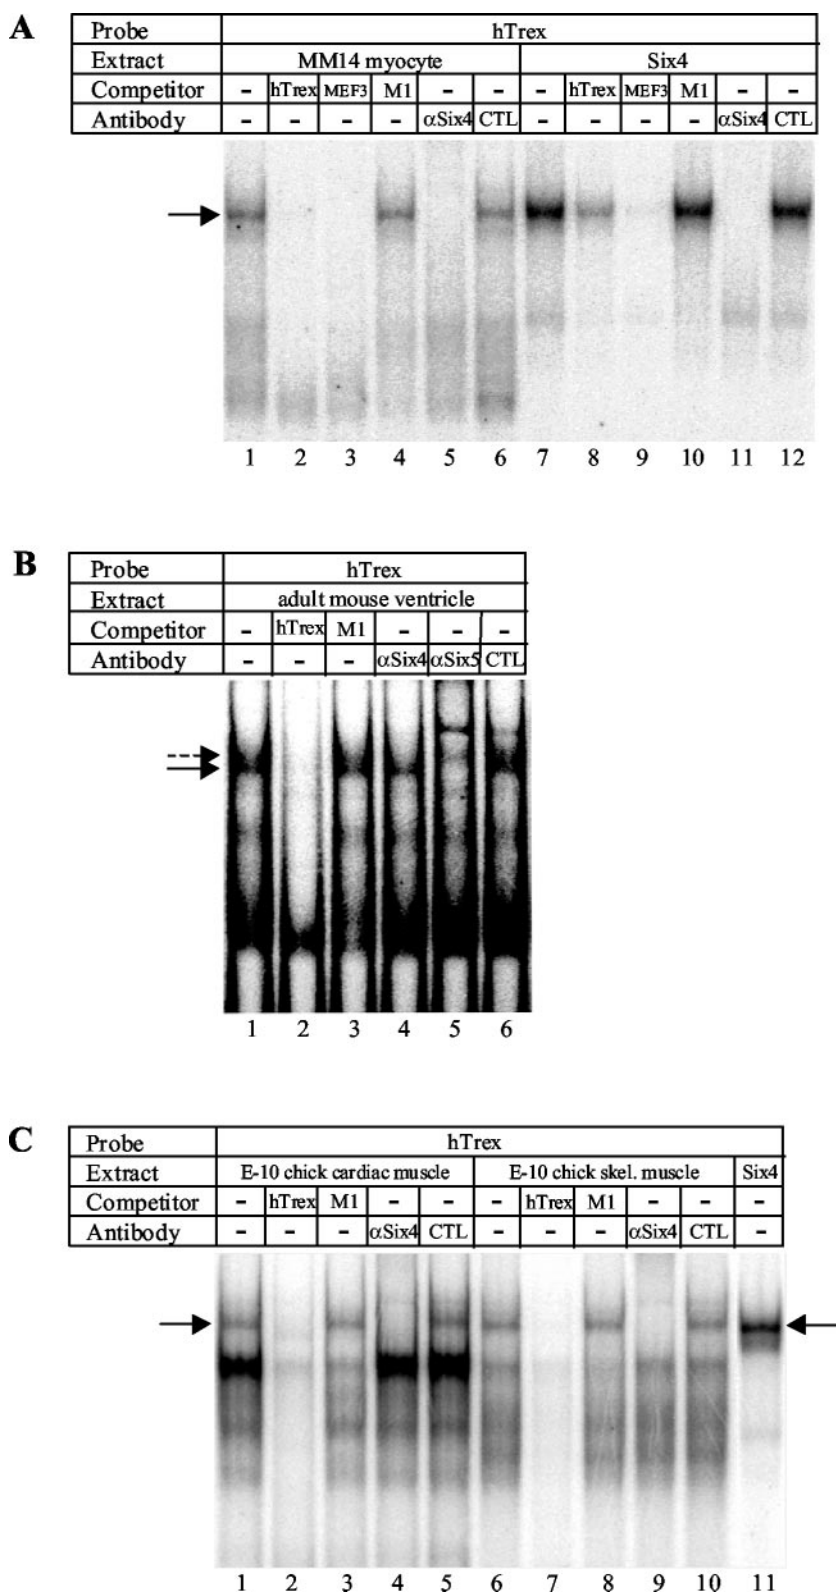 A
Probe hTrex
Extract MM14 myocyte Six4
Competitor - hTrex MEF3 M1 - - - hTrex MEF3 M1 - -
Antibody - - - - αSix4 CTL - - - - αSix4 CTL
1 2 3 4 5 6 7 8 9 10 11 12
B
Probe hTrex
Extract adult mouse ventricle
Competitor - hTrex M1 - - -
Antibody - - - αSix4 αSix5 CTL
1 2 3 4 5 6
C
Probe hTrex
Extract E-10 chick cardiac muscle E-10 chick skel. muscle Six4
Competitor - hTrex M1 - - - hTrex M1 - - -
Antibody - - - αSix4 CTL - - - αSix4 CTL -
1 2 3 4 5 6 7 8 9 10 11